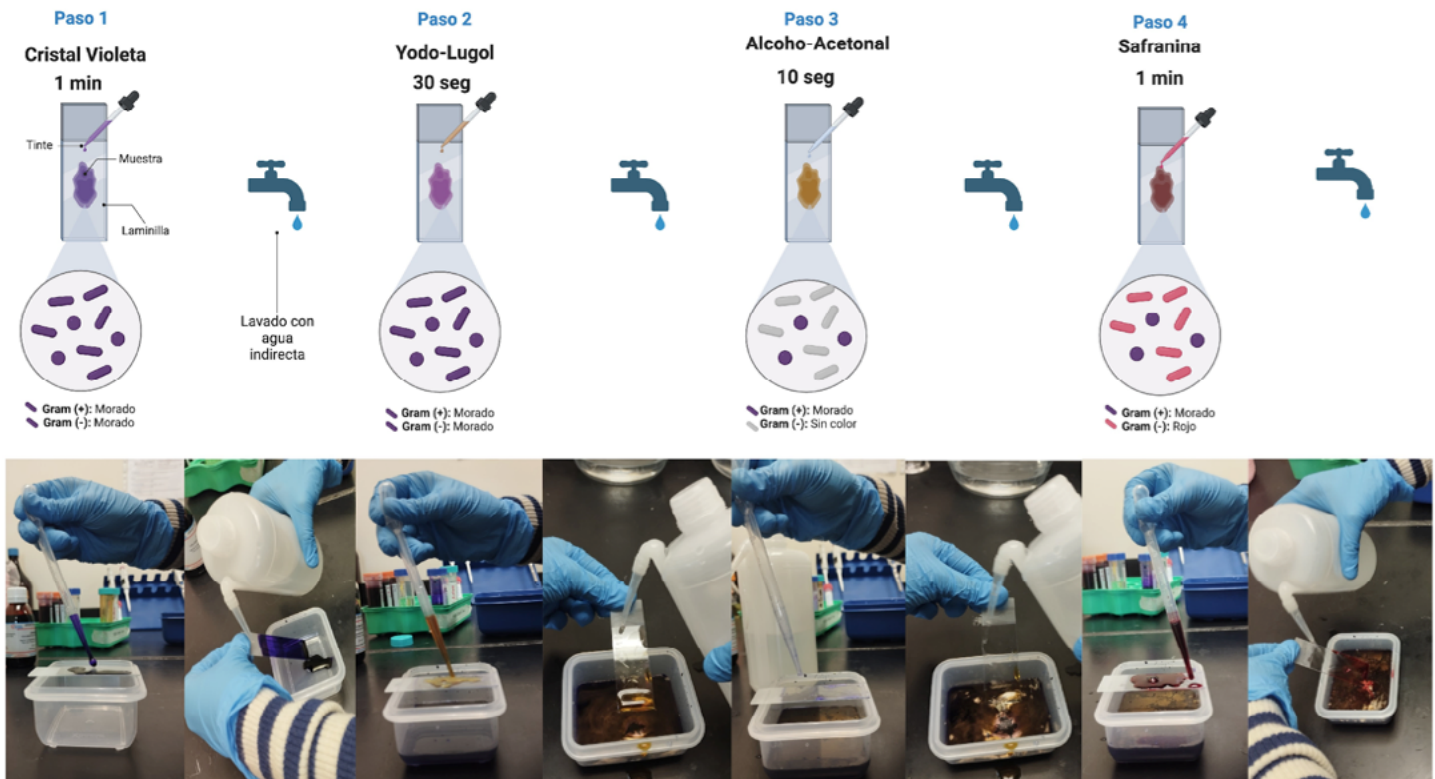 Paso 1
Cristal Violeta
1 min
Tinte
Muestra
Laminilla
Gram (+): Morado
Gram (-): Morado
Lavado con
agua
indirecta
Paso 2
Yodo-Lugol
30 seg
Gram (+): Morado
Gram (-): Morado
Paso 3
Alcoho-Acetonal
10 seg
Gram (+): Morado
Gram (-): Sin color
Paso 4
Safranina
1 min
Gram (+): Morado
Gram (-): Rojo